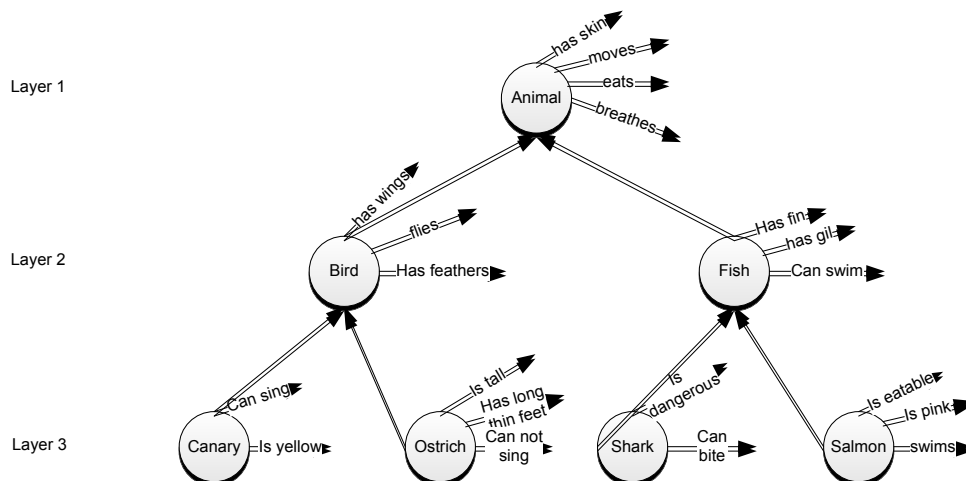 has skin
moves
Layer 1
eats
Animal
breathes
has wings
flies
Has fin
has gil
Layer 2
Bird
Has feathers
Fish
Can swim
Can sing
Is tall
Has long
thin feet
Is
dangerous
Is eatable
Is pink
Layer 3
Canary
Is yellow
Ostrich
Can not
sing
Shark
Can
bite
Salmon
swims